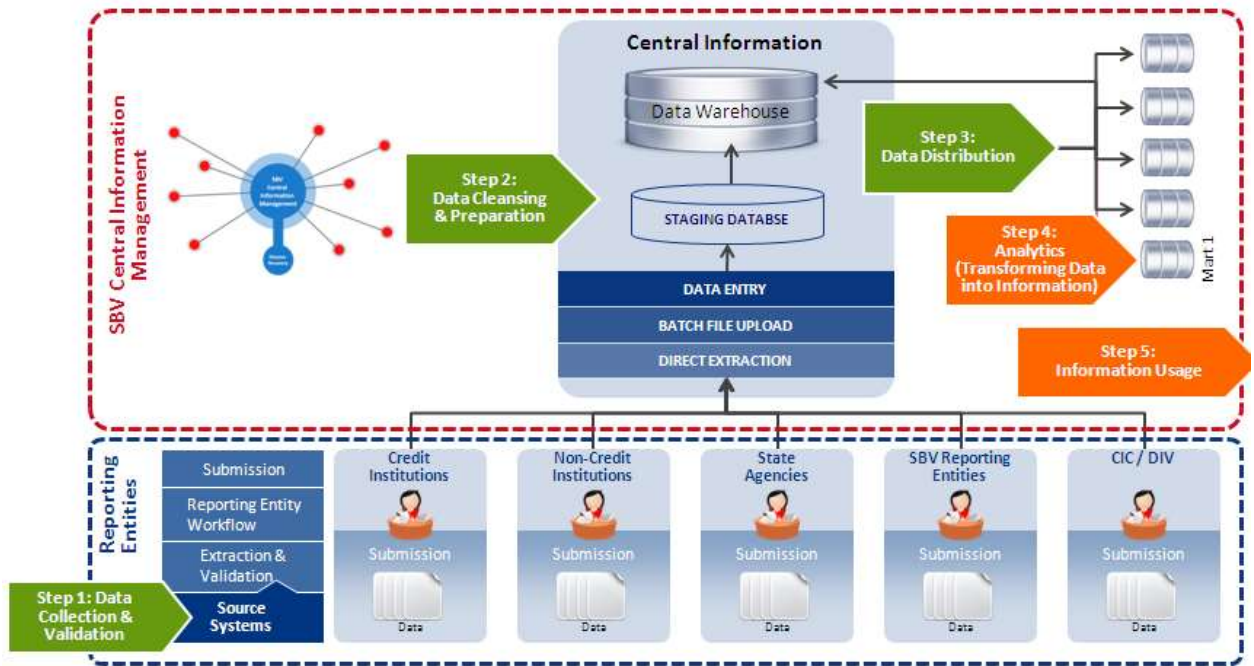 SBV Central Information
Management
SBV
Central
Information
Management
Central Information
Data Warehouse
STAGING DATABSE
DATA ENTRY
BATCH FILE UPLOAD
DIRECT EXTRACTION
Step 2:
Data Cleansing
& Preparation
Step 3:
Data Distribution
Step 4:
Analytics
(Transforming Data
into Information)
Mart 1
Step 5:
Information Usage
Reporting
Entities
Submission
Reporting Entity
Workflow
Extraction &
Validation
Source
Systems
Step 1: Data
Collection &
Validation
Credit
Institutions
Submission
Data
Non-Credit
Institutions
Submission
Data
State
Agencies
Submission
Data
SBV Reporting
Entities
Submission
Data
CIC / DIV
Submission
Data